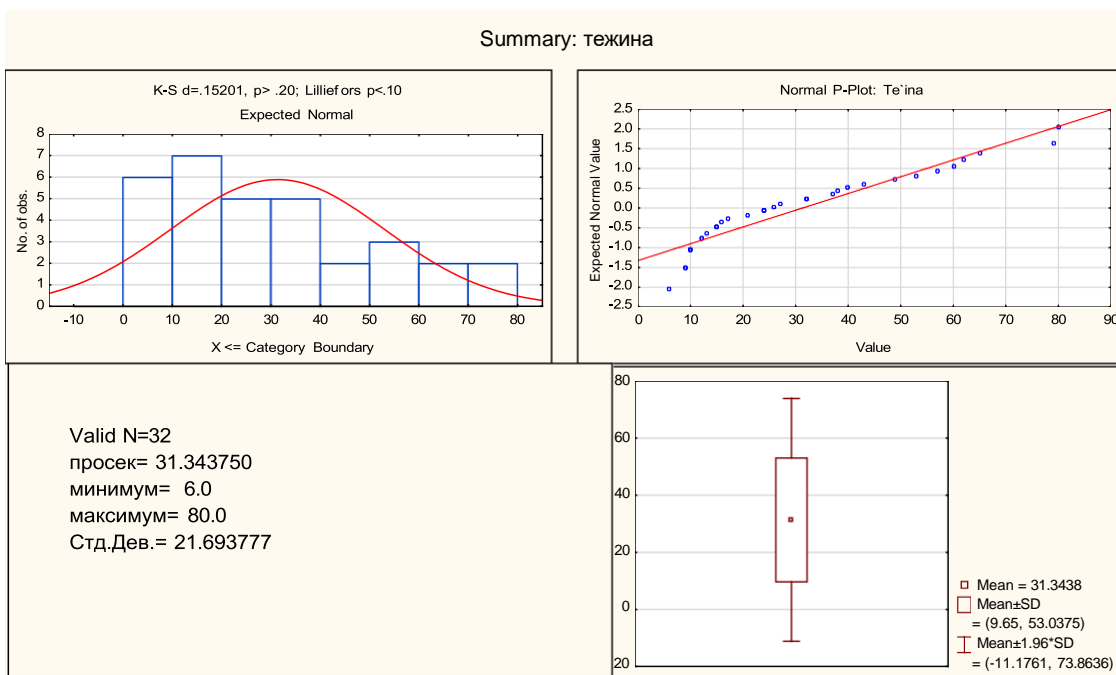 Summary: тежина
K-S d=.15201, p> .20; Lilliefors p<.10
Expected Normal
8
7
6
5
4
3
2
1
0
No. of obs.
-10 0 10 20 30 40 50 60 70 80
X <= Category Boundary
Normal P-Plot: Te`ina
2.5
2.0
1.5
1.0
0.5
0.0
-0.5
-1.0
-1.5
-2.0
-2.5
Expected Normal Value
0 10 20 30 40 50 60 70 80 90
Value
Valid N=32
просек= 31.343750
минимум= 6.0
максимум= 80.0
Стд.Дев.= 21.693777
80
60
40
20
0
20
Mean = 31.3438
Mean±SD
= (9.65, 53.0375)
Mean±1.96*SD
= (-11.1761, 73.8636)